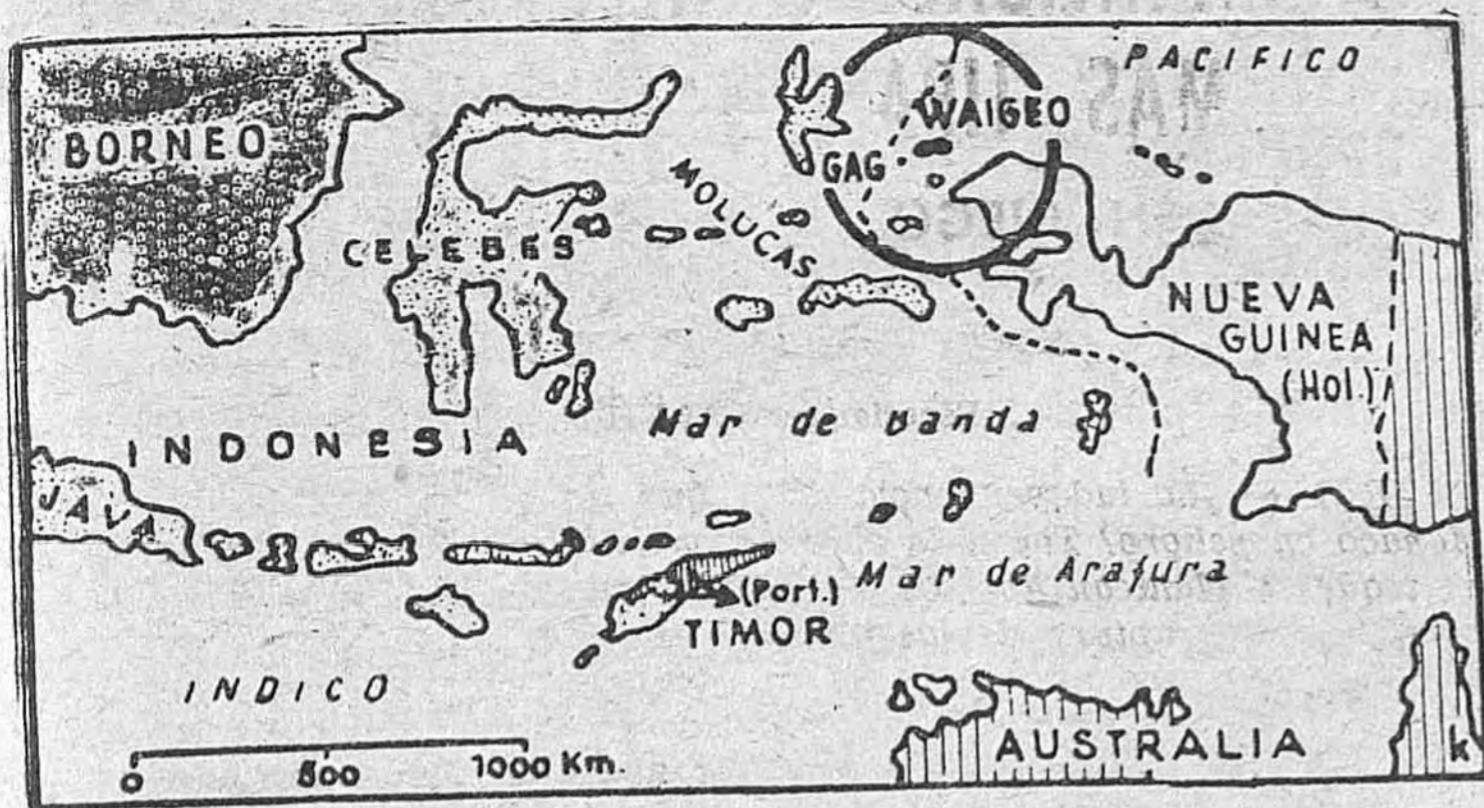 PACIFICO
BORNEO
WAIGEO
GAG
MOLUCAS
CELEBES
NUEVA
GUINEA
(Hol.)
Mar de Banda
INDONESIA
JAVA
Mar de Arafura
(Port.)
TIMOR
INDICO
AUSTRALIA
k
0 500 1000 Km.